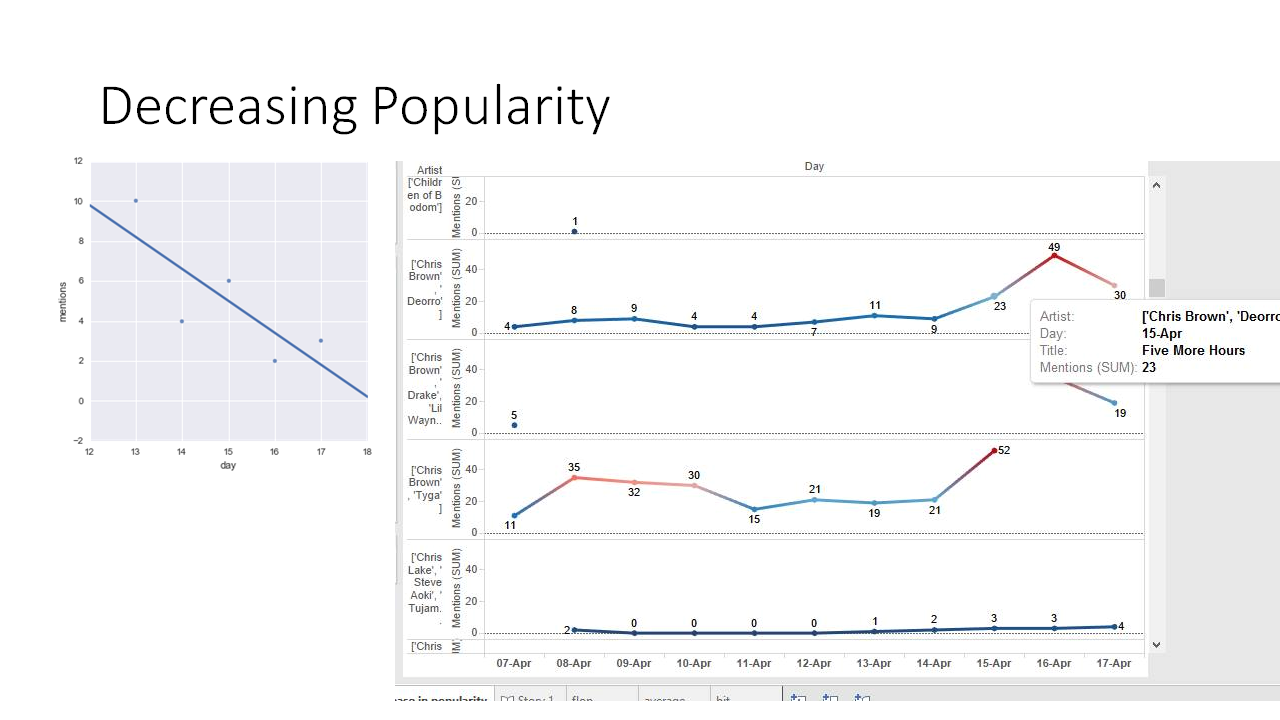 Decreasing Popularity
12
10
8
6
4
2
0
−2
12 13 14 15 16 17 18
day
mentions
Day
Artist
['Childr
en of B
odom']
20
0
1
['Chris
Brown'
, '
Deorro'
]
Mentions (SUM)
40
20
0
4 8 9 4 4 7 11 9 23 49 30
['Chris
Brown'
, '
Drake',
'Lil
Wayn..
Mentions (SUM)
40
20
0
5
19
Artist: ['Chris Brown', 'Deorro
Day: 15-Apr
Title: Five More Hours
Mentions (SUM): 23
['Chris
Brown'
, 'Tyga'
]
Mentions (SUM)
40
20
0
11 35 32 30 15 21 19 21 52
['Chris
Lake', '
Steve
Aoki', '
Tujam.
.
Mentions (SUM)
40
20
0
2 0 0 0 0 1 2 3 3 4
['Chris
07-Apr 08-Apr 09-Apr 10-Apr 11-Apr 12-Apr 13-Apr 14-Apr 15-Apr 16-Apr 17-Apr
in popularity Story 1 flop average hit